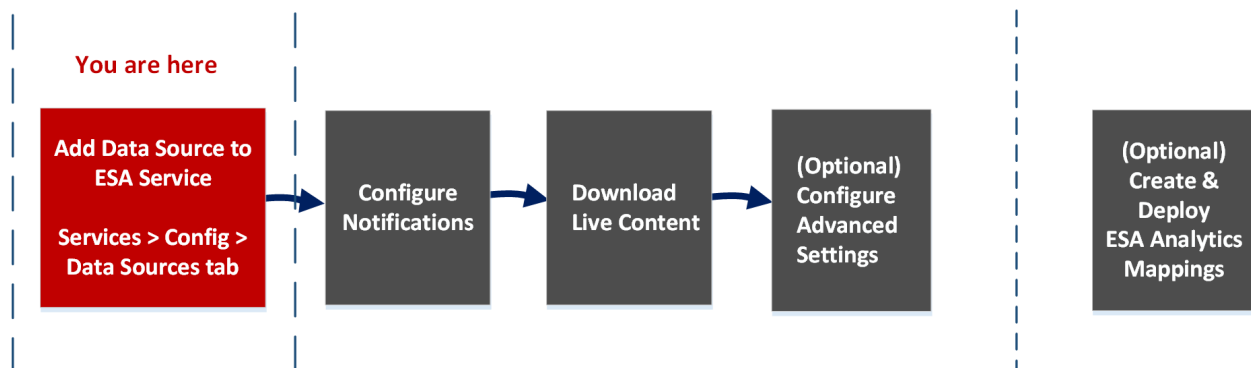 You are here
Add Data Source to
ESA Service
Services > Config >
Data Sources tab
Configure
Notifications
Download
Live Content
(Optional)
Configure
Advanced
Settings
(Optional)
Create &
Deploy
ESA Analytics
Mappings